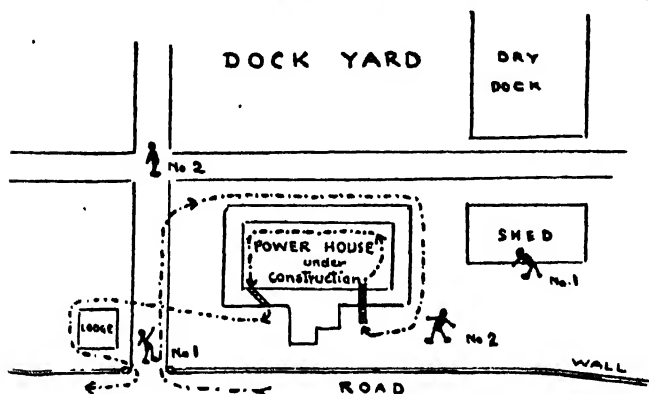 DOCK YARD
DRY
DOCK
No 2
POWER HOUSE
under
Construction
SHED
No.1
LODGE
No 1
No 2
WALL
ROAD